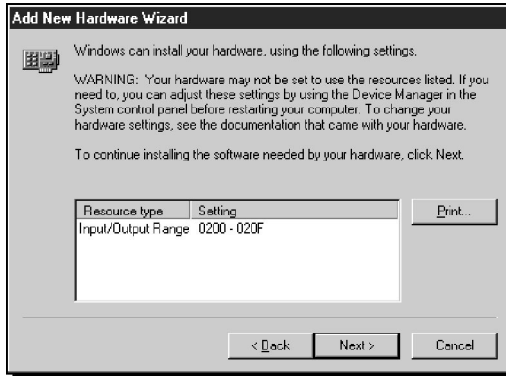 Add New Hardware Wizard
Windows can install your hardware, using the following settings.
WARNING: Your hardware may not be set to use the resources listed. If you
need to, you can adjust these settings by using the Device Manager in the
System control panel before restarting your computer. To change your
hardware settings, see the documentation that came with your hardware.
To continue installing the software needed by your hardware, click Next.
Resource type Setting
Input/Output Range 0200 - 020F
Print...
< Back Next > Cancel